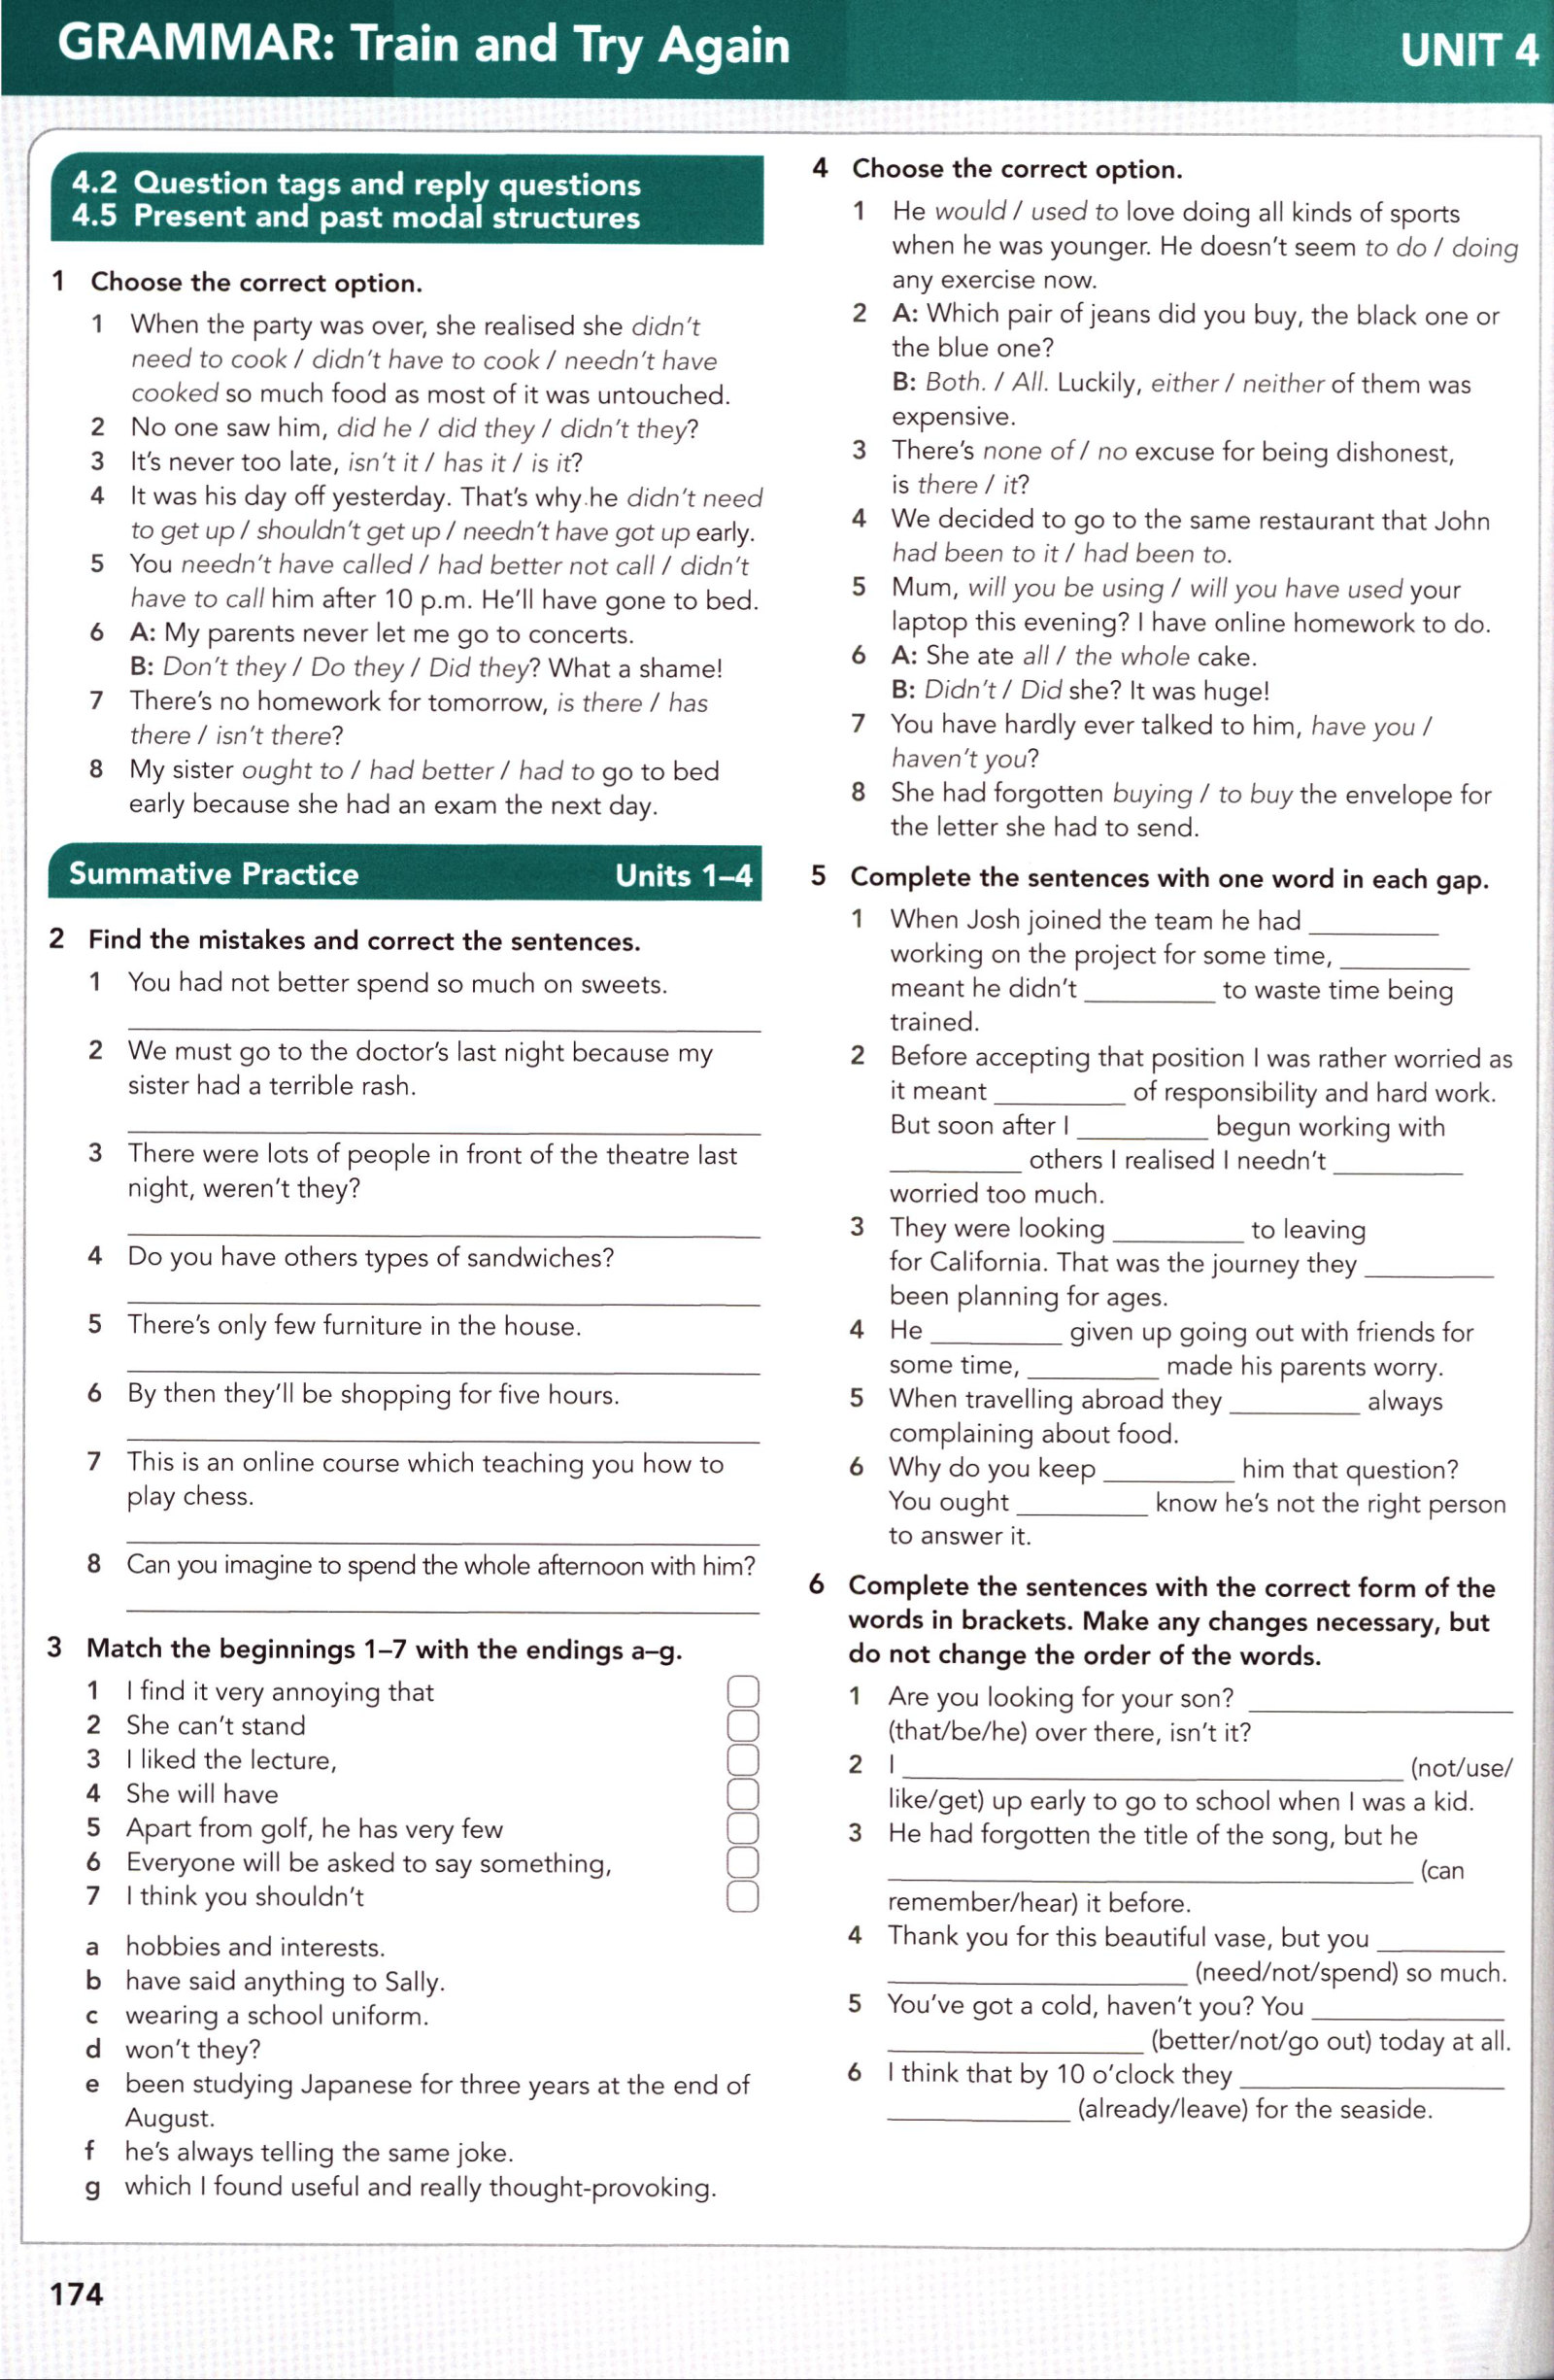 GRAMMAR: Train and Try Again
UNIT 4
4.2 Question tags and reply questions
4.5 Present and past modal structures
1 Choose the correct option.
1 When the party was over, she realised she didn't
need to cook / didn't have to cook / needn't have
cooked so much food as most of it was untouched.
2 No one saw him, did he / did they / didn't they?
3 It's never too late, isn't it / has it / is it?
4 It was his day off yesterday. That's why he didn't need
to get up / shouldn't get up / needn't have got up early.
5 You needn't have called / had better not call / didn't
have to call him after 10 p.m. He'll have gone to bed.
6 A: My parents never let me go to concerts.
B: Don't they / Do they / Did they? What a shame!
7 There's no homework for tomorrow, is there / has
there / isn't there?
8 My sister ought to / had better / had to go to bed
early because she had an exam the next day.
Summative Practice Units 1–4
2 Find the mistakes and correct the sentences.
1 You had not better spend so much on sweets.
2 We must go to the doctor's last night because my
sister had a terrible rash.
3 There were lots of people in front of the theatre last
night, weren't they?
4 Do you have others types of sandwiches?
5 There's only few furniture in the house.
6 By then they'll be shopping for five hours.
7 This is an online course which teaching you how to
play chess.
8 Can you imagine to spend the whole afternoon with him?
3 Match the beginnings 1–7 with the endings a–g.
1 I find it very annoying that
2 She can't stand
3 I liked the lecture,
4 She will have
5 Apart from golf, he has very few
6 Everyone will be asked to say something,
7 I think you shouldn't
a hobbies and interests.
b have said anything to Sally.
c wearing a school uniform.
d won't they?
e been studying Japanese for three years at the end of
August.
f he's always telling the same joke.
g which I found useful and really thought-provoking.
4 Choose the correct option.
1 He would / used to love doing all kinds of sports
when he was younger. He doesn't seem to do / doing
any exercise now.
2 A: Which pair of jeans did you buy, the black one or
the blue one?
B: Both. / All. Luckily, either / neither of them was
expensive.
3 There's none of / no excuse for being dishonest,
is there / it?
4 We decided to go to the same restaurant that John
had been to it / had been to.
5 Mum, will you be using / will you have used your
laptop this evening? I have online homework to do.
6 A: She ate all / the whole cake.
B: Didn't / Did she? It was huge!
7 You have hardly ever talked to him, have you /
haven't you?
8 She had forgotten buying / to buy the envelope for
the letter she had to send.
5 Complete the sentences with one word in each gap.
1 When Josh joined the team he had __________
working on the project for some time, __________
meant he didn't __________ to waste time being
trained.
2 Before accepting that position I was rather worried as
it meant __________ of responsibility and hard work.
But soon after I __________ begun working with
__________ others I realised I needn't __________
worried too much.
3 They were looking __________ to leaving
for California. That was the journey they __________
been planning for ages.
4 He __________ given up going out with friends for
some time, __________ made his parents worry.
5 When travelling abroad they __________ always
complaining about food.
6 Why do you keep __________ him that question?
You ought __________ know he's not the right person
to answer it.
6 Complete the sentences with the correct form of the
words in brackets. Make any changes necessary, but
do not change the order of the words.
1 Are you looking for your son? __________
(that/be/he) over there, isn't it?
2 I __________ (not/use/
like/get) up early to go to school when I was a kid.
3 He had forgotten the title of the song, but he
__________ (can
remember/hear) it before.
4 Thank you for this beautiful vase, but you __________
__________ (need/not/spend) so much.
5 You've got a cold, haven't you? You __________
__________ (better/not/go out) today at all.
6 I think that by 10 o'clock they __________
__________ (already/leave) for the seaside.
174